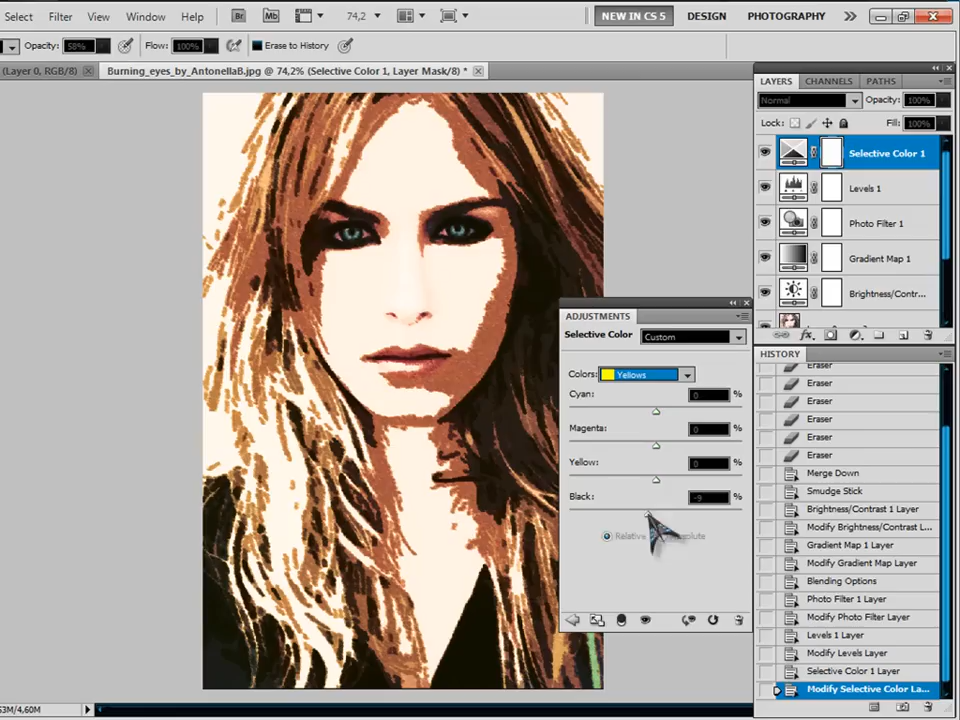 Select Filter View Window Help Br Mb 74,2 NEW IN CS 5 DESIGN PHOTOGRAPHY
Opacity: 58% Flow: 100% Erase to History
(Layer 0, RGB/8) Burning_eyes_by_AntonellaB.jpg @ 74,2% (Selective Color 1, Layer Mask/8) *
LAYERS CHANNELS PATHS
Normal Opacity: 100%
Lock: Fill: 100%
Selective Color 1
Levels 1
Photo Filter 1
Gradient Map 1
Brightness/Contr...
ADJUSTMENTS
Selective Color Custom
Colors: Yellows
Cyan: 0 %
Magenta: 0 %
Yellow: 0 %
Black: -9 %
Relative
HISTORY
Eraser
Eraser
Eraser
Eraser
Eraser
Eraser
Merge Down
Smudge Stick
Brightness/Contrast 1 Layer
Modify Brightness/Contrast L...
Gradient Map 1 Layer
Modify Gradient Map Layer
Blending Options
Photo Filter 1 Layer
Modify Photo Filter Layer
Levels 1 Layer
Modify Levels Layer
Selective Color 1 Layer
Modify Selective Color La...
53M/4,60M